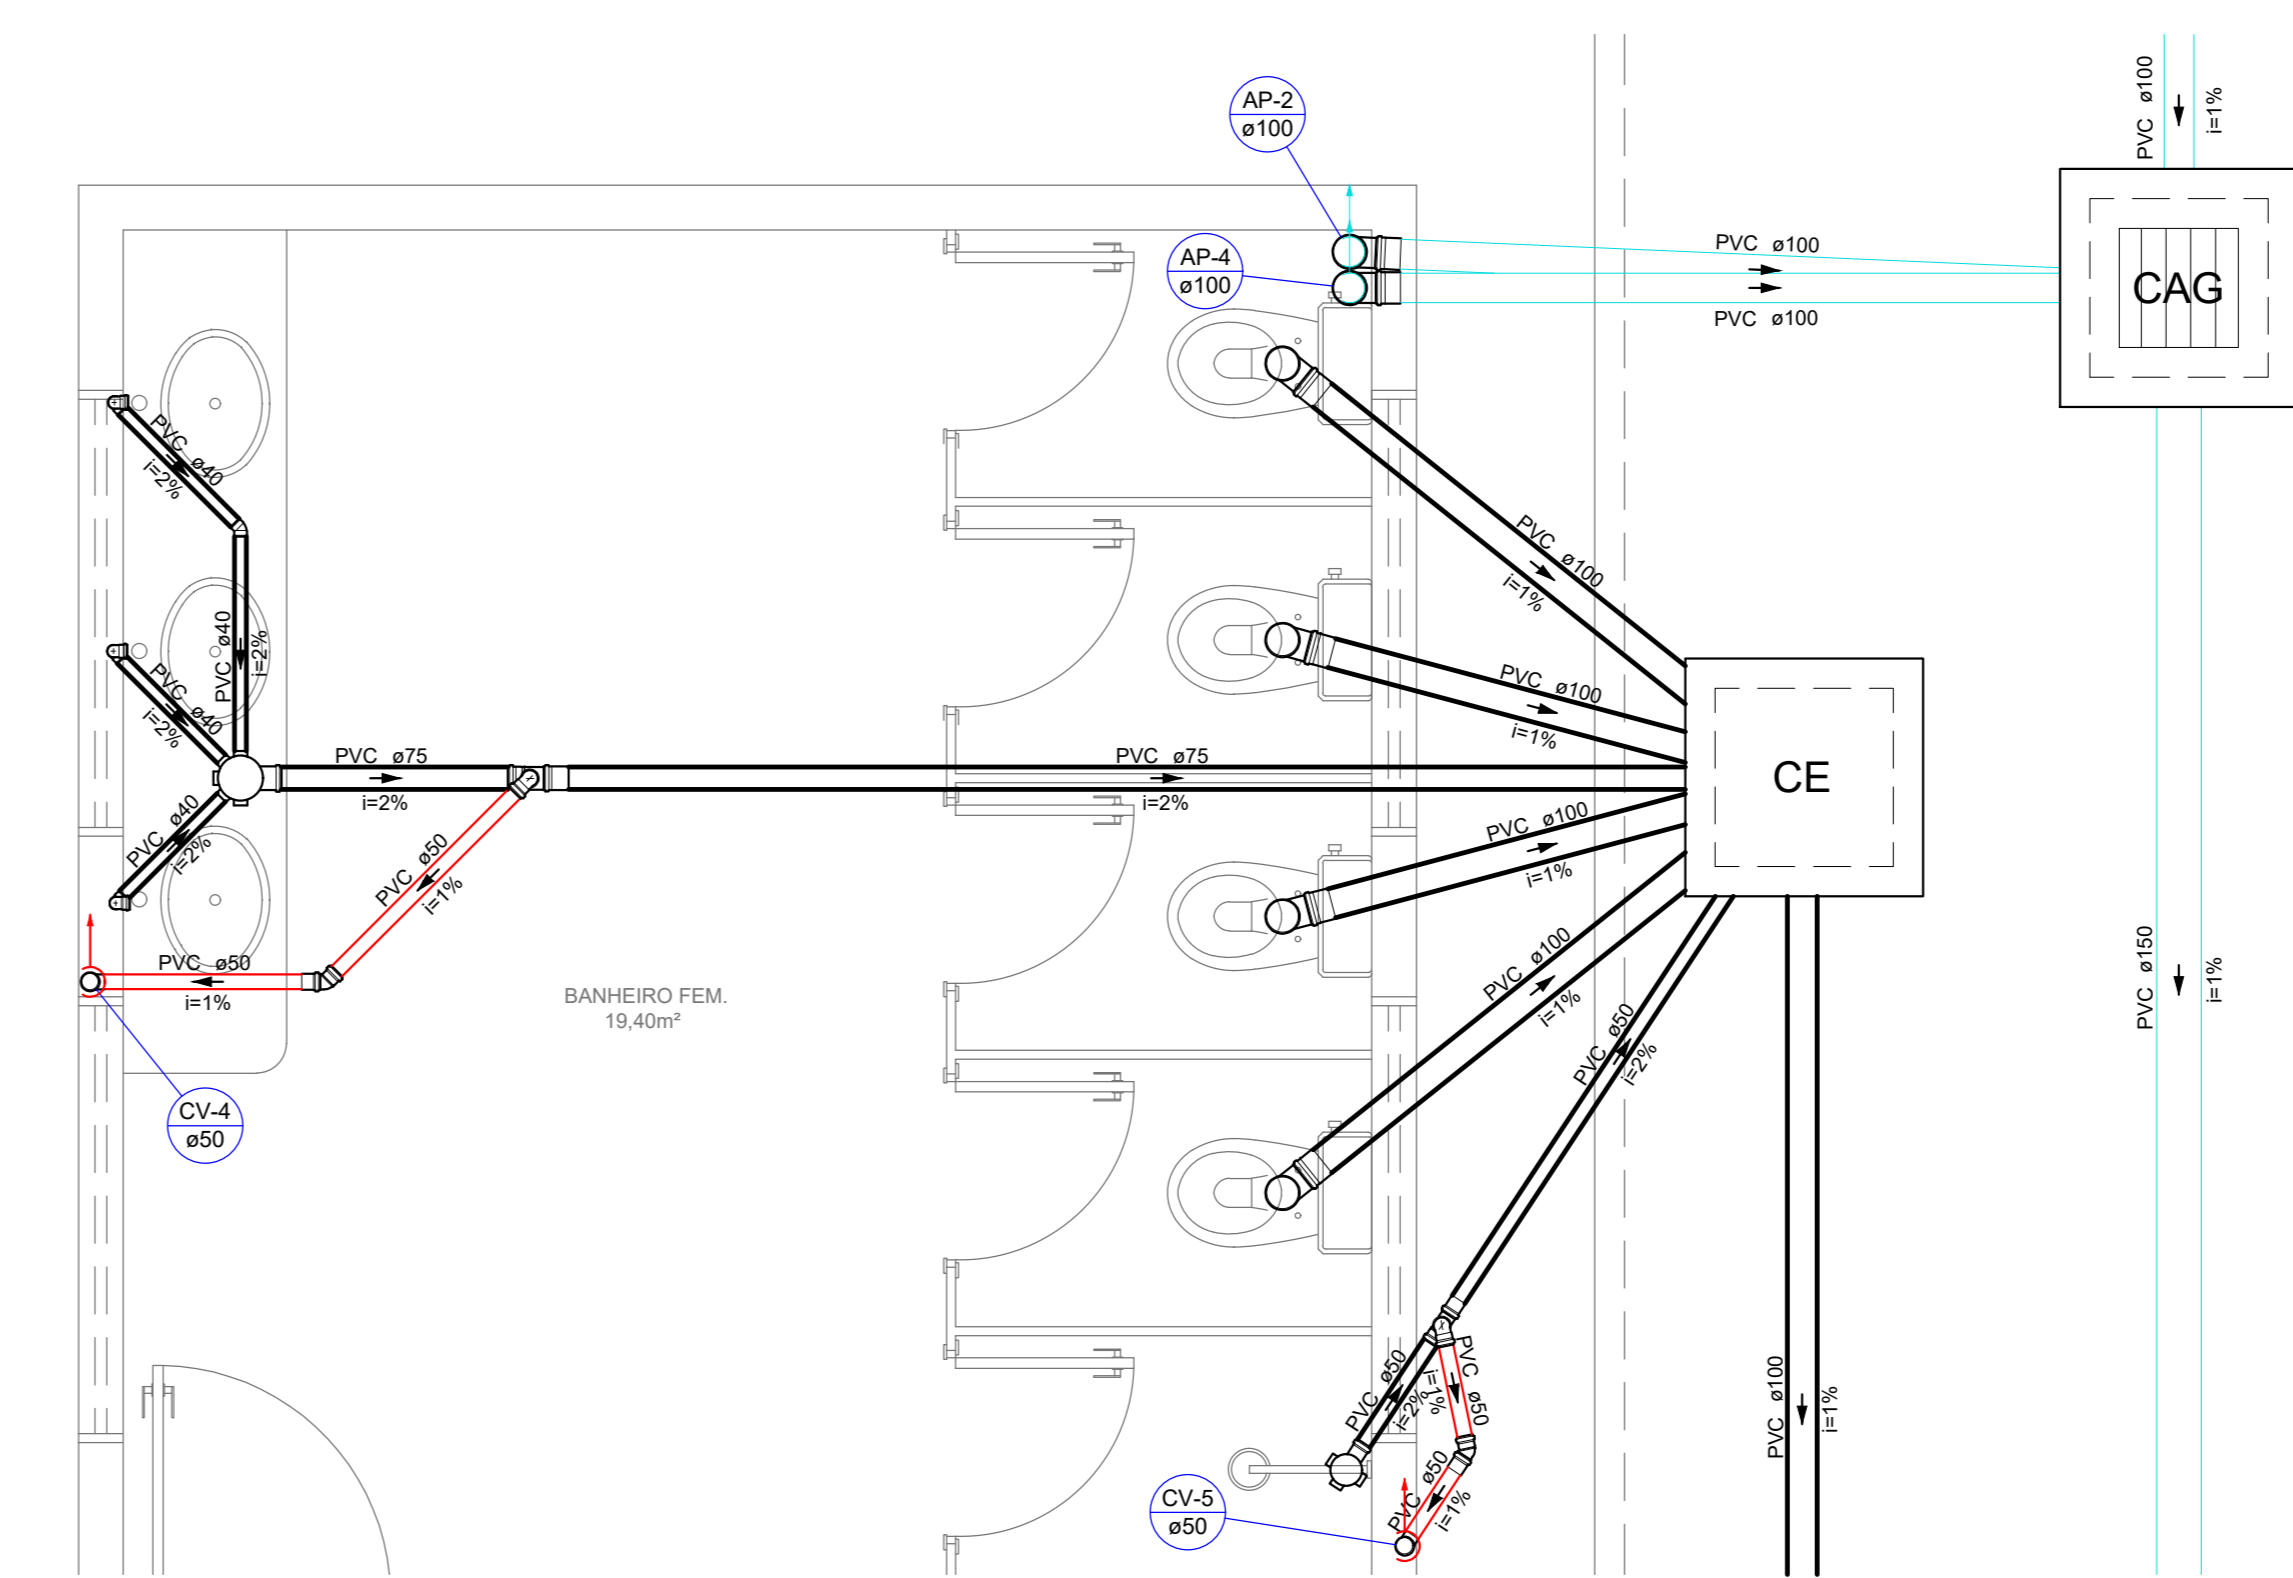 AP-2
ø100
PVC ø100
i=1%
AP-4
ø100
PVC ø100
PVC ø100
CAG
PVC ø40
i=2%
PVC ø100
i=1%
PVC ø40
i=2%
PVC ø40
i=2%
PVC ø100
i=1%
PVC ø75
i=2%
PVC ø75
i=2%
CE
PVC ø40
i=2%
PVC ø50
i=1%
PVC ø100
i=1%
PVC ø50
i=1%
BANHEIRO FEM.
19,40m²
PVC ø100
i=1%
PVC ø150
i=1%
PVC ø50
i=2%
CV-4
ø50
PVC ø50
i=2%
PVC ø50
i=1%
PVC ø100
i=1%
CV-5
ø50
PVC ø50
i=1%